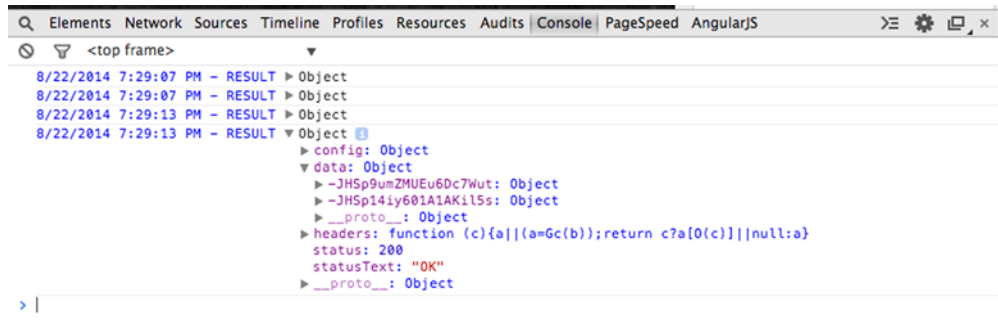 Elements Network Sources Timeline Profiles Resources Audits Console PageSpeed AngularJS
<top frame>
8/22/2014 7:29:07 PM - RESULT Object
8/22/2014 7:29:07 PM - RESULT Object
8/22/2014 7:29:13 PM - RESULT Object
8/22/2014 7:29:13 PM - RESULT Object
config: Object
data: Object
-JHSp9umZMUEu6Dc7Wut: Object
-JHSp14iy601A1AKil5s: Object
__proto__: Object
headers: function (c){a||(a=Gc(b));return c?a[O(c)]||null:a}
status: 200
statusText: "OK"
__proto__: Object